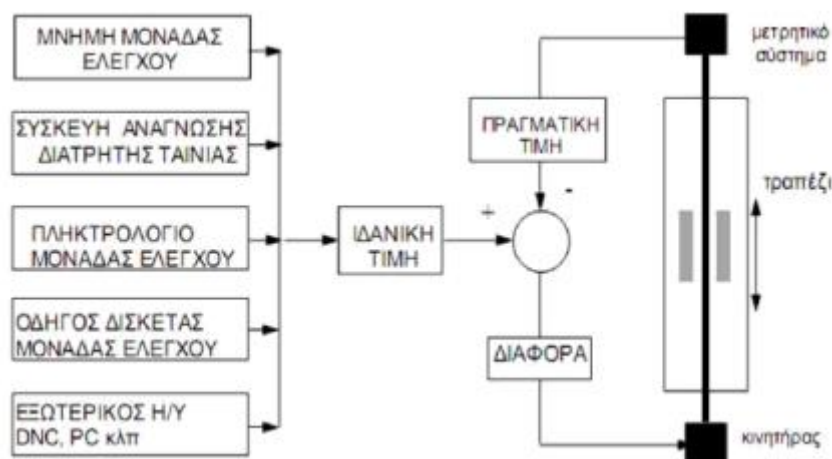 ΜΝΗΜΗ ΜΟΝΑΔΑΣ
ΕΛΕΓΧΟΥ
ΣΥΣΚΕΥΗ ΑΝΑΓΝΩΣΗΣ
ΔΙΑΤΡΗΤΗΣ ΤΑΙΝΙΑΣ
ΠΛΗΚΤΡΟΛΟΓΙΟ
ΜΟΝΑΔΑΣ ΕΛΕΓΧΟΥ
ΟΔΗΓΟΣ ΔΙΣΚΕΤΑΣ
ΜΟΝΑΔΑΣ ΕΛΕΓΧΟΥ
ΕΞΩΤΕΡΙΚΟΣ Η/Υ
DNC, PC κλπ
ΙΔΑΝΙΚΗ
ΤΙΜΗ
+
-
ΠΡΑΓΜΑΤΙΚΗ
ΤΙΜΗ
ΔΙΑΦΟΡΑ
μετρητικό
σύστημα
τραπέζι
κινητήρας